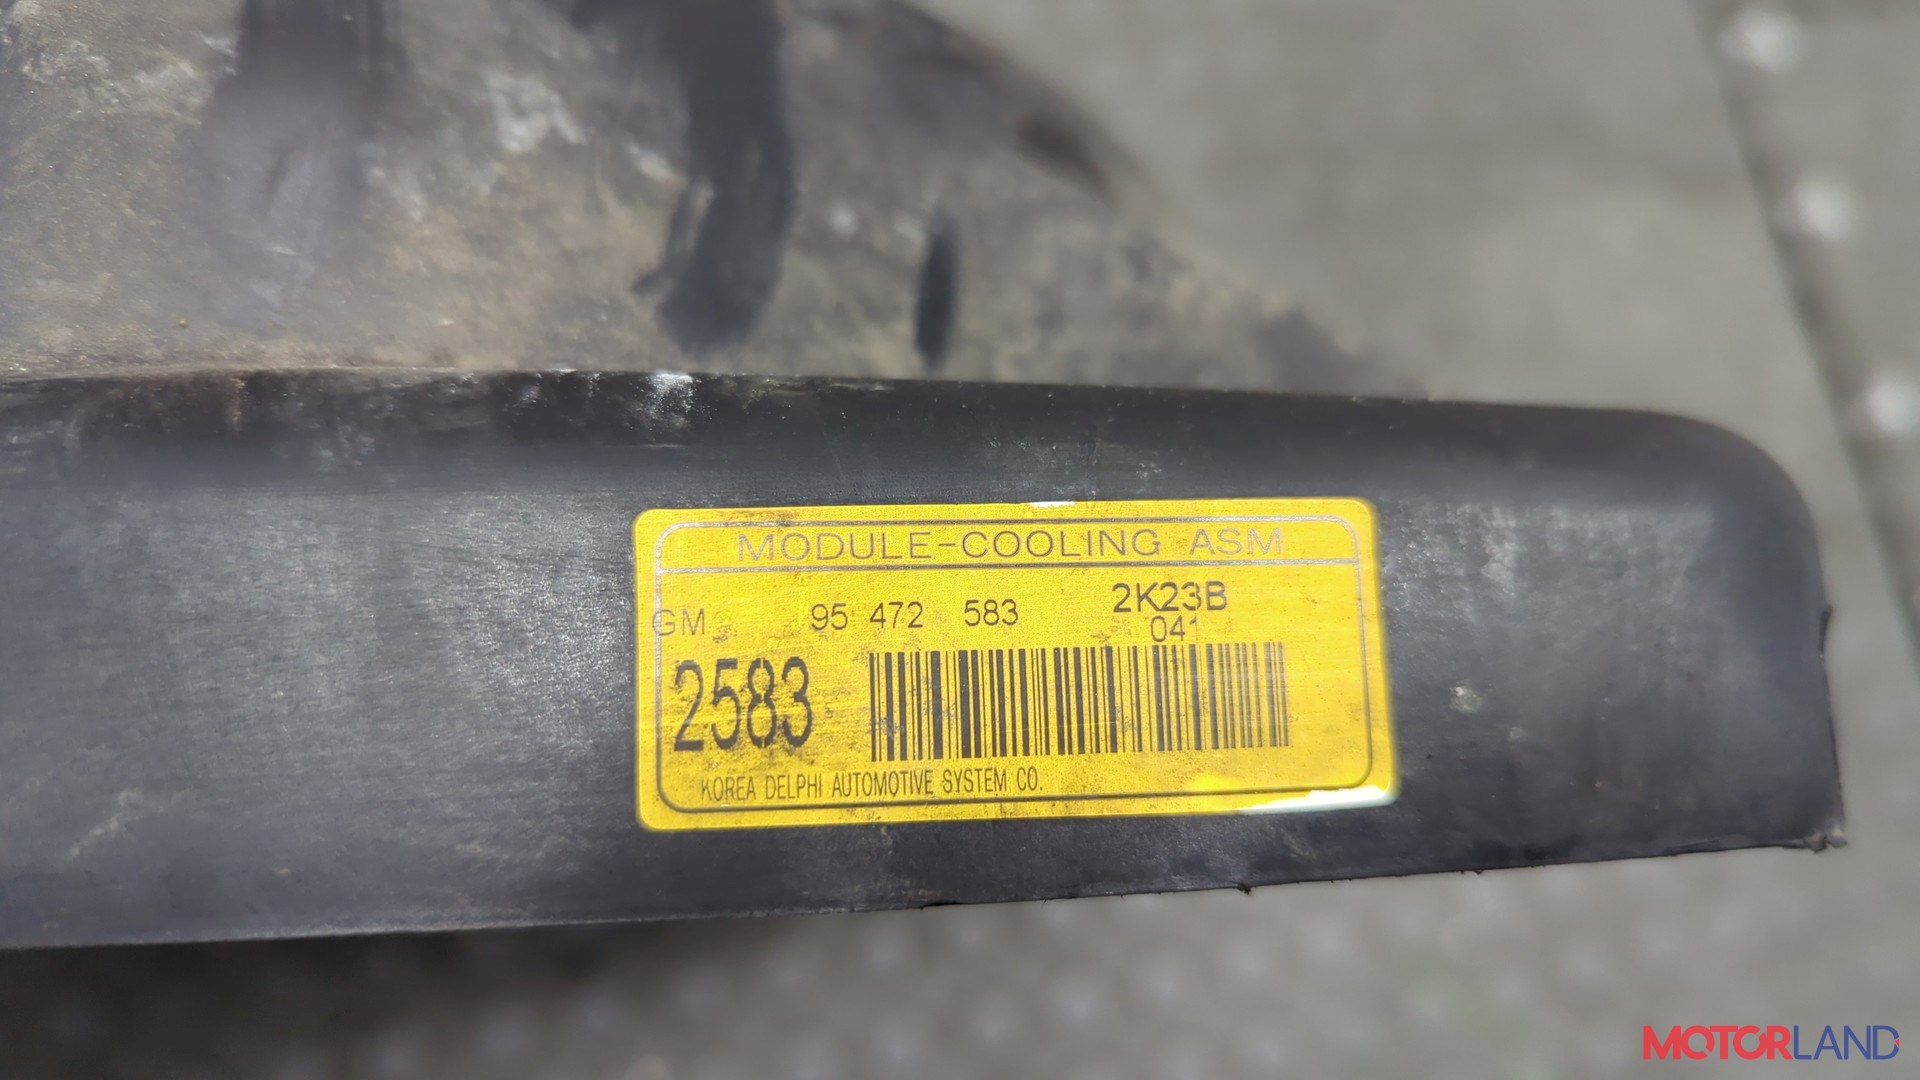 MODULE-COOLING ASM
GM 95 472 583 2K23B
041
2583
KOREA DELPHI AUTOMOTIVE SYSTEM CO.
MOTORLAND